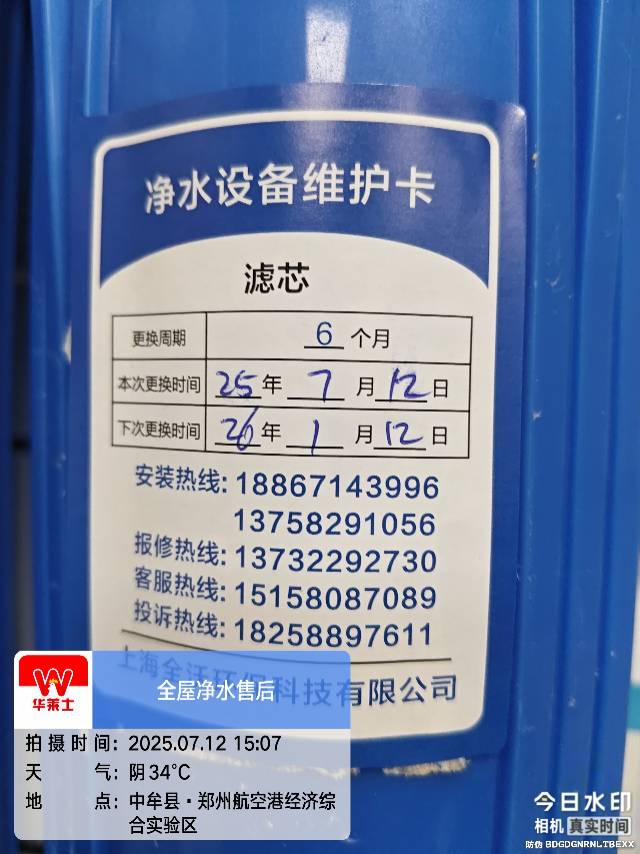 净水设备维护卡
滤芯
更换周期 6 个月
本次更换时间 25 年 7 月 12 日
下次更换时间 26 年 1 月 12 日
安装热线: 18867143996
13758291056
报修热线: 13732292730
客服热线: 15158087089
投诉热线: 18258897611
上海全沃环保科技有限公司
华莱士
全屋净水售后
拍摄时间: 2025.07.12 15:07
天气: 阴 34°C
地点: 中牟县·郑州航空港经济综
合实验区
今日水印
相机 真实时间
防伪 BDGDGNRNLTBEXX